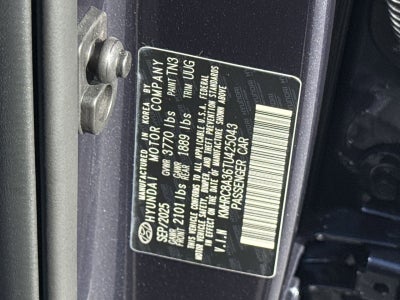 MANUFACTURED BY
IN KOREA
HYUNDAI MOTOR COMPANY
SEP/2025 GVWR 3770 lbs PAINT TN3
GAWR FRONT 2101 lbs GAWR REAR 1889 lbs TRIM UUG
THIS VEHICLE CONFORMS TO ALL APPLICABLE U.S. FEDERAL
MOTOR VEHICLE SAFETY, BUMPER, AND THEFT PREVENTION STANDARDS
IN EFFECT ON THE DATE OF MANUFACTURE SHOWN ABOVE.
V.I.N KMHRC8A36TU425043
PASSENGER CAR